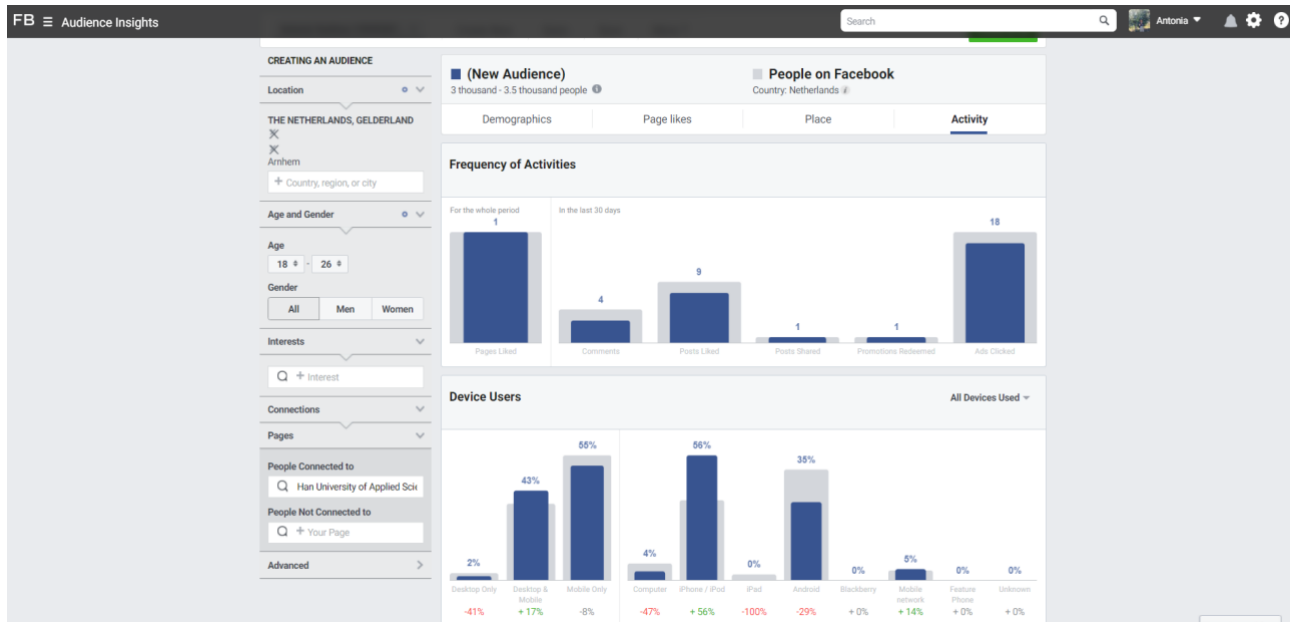 FB Audience Insights
Search
Antonia
CREATING AN AUDIENCE
Location
THE NETHERLANDS, GELDERLAND
Arnhem
+ Country, region, or city
Age and Gender
Age
18 - 26
Gender
All Men Women
Interests
+ Interest
Connections
Pages
People Connected to
Han University of Applied Scie
People Not Connected to
+ Your Page
Advanced
(New Audience)
3 thousand - 3.5 thousand people
People on Facebook
Country: Netherlands
Demographics Page likes Place Activity
Frequency of Activities
For the whole period In the last 30 days
1 4 9 1 1 18
Pages Liked Comments Posts Liked Posts Shared Promotions Redeemed Ads Clicked
Device Users All Devices Used
2% 43% 55% 4% 56% 0% 35% 0% 5% 0% 0%
Desktop Only Desktop & Mobile Mobile Only Computer iPhone / iPod iPad Android Blackberry Mobile network Feature Phone Unknown
-41% +17% -8% -47% +56% -100% -29% +0% +14% +0% +0%